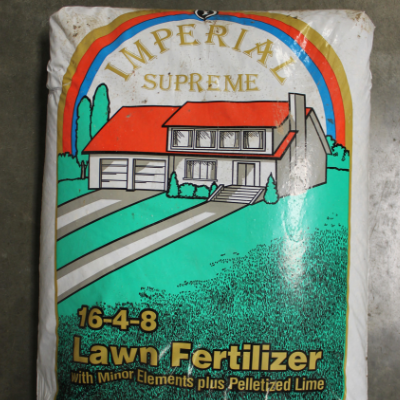 IMPERIAL
SUPREME
16-4-8
Lawn Fertilizer
with Minor Elements plus Pelletized Lime